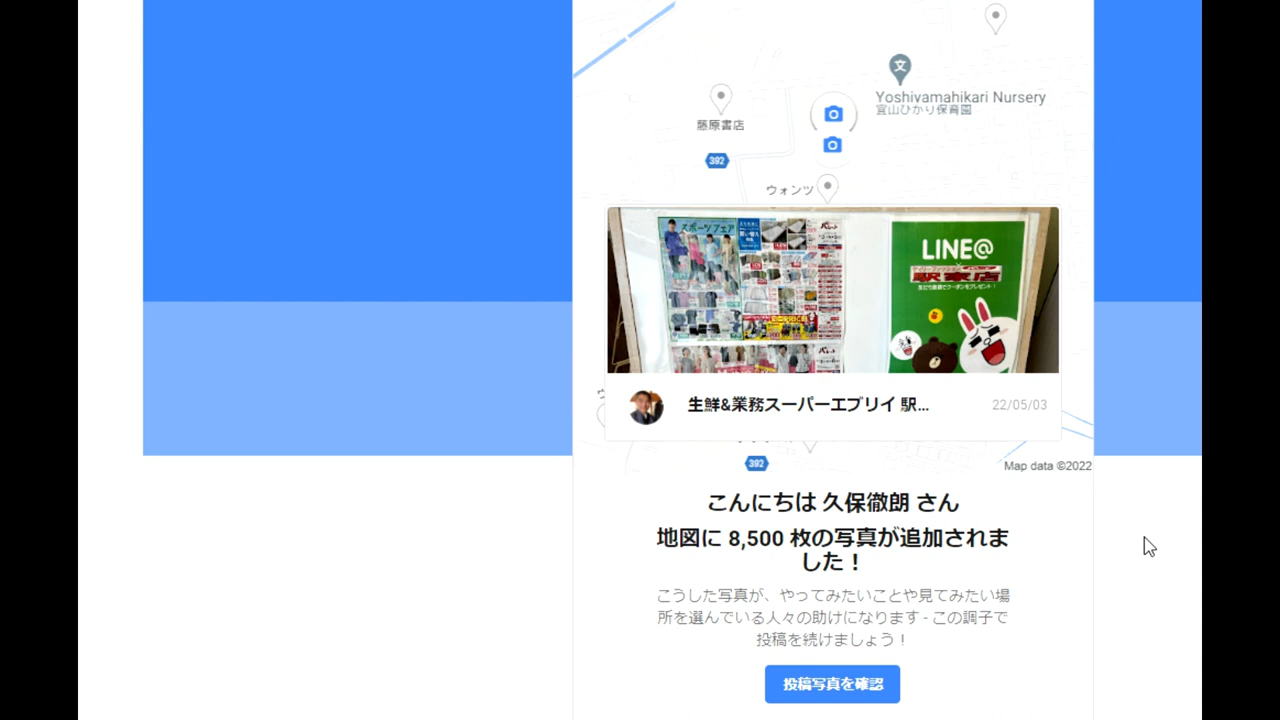 Yoshiyamahikari Nursery
宜山ひかり保育園
藤原書店
392
ウォンツ
スポーツフェア
LINE@
駅家店
生鮮&業務スーパーエブリイ 駅...
22/05/03
392
Map data ©2022
こんにちは 久保徹朗 さん
地図に 8,500 枚の写真が追加されま
した！
こうした写真が、やってみたいことや見てみたい場
所を選んでいる人々の助けになります - この調子で
投稿を続けましょう！
投稿写真を確認